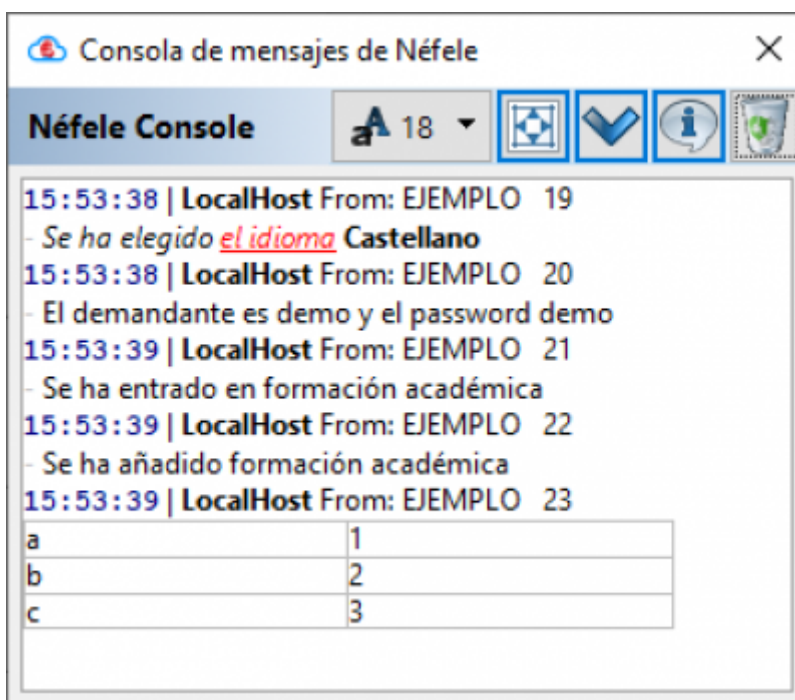 Consola de mensajes de Néfele
Néfele Console
18
15:53:38 | LocalHost From: EJEMPLO 19
- Se ha elegido el idioma Castellano
15:53:38 | LocalHost From: EJEMPLO 20
- El demandante es demo y el password demo
15:53:39 | LocalHost From: EJEMPLO 21
- Se ha entrado en formación académica
15:53:39 | LocalHost From: EJEMPLO 22
- Se ha añadido formación académica
15:53:39 | LocalHost From: EJEMPLO 23
a 1
b 2
c 3